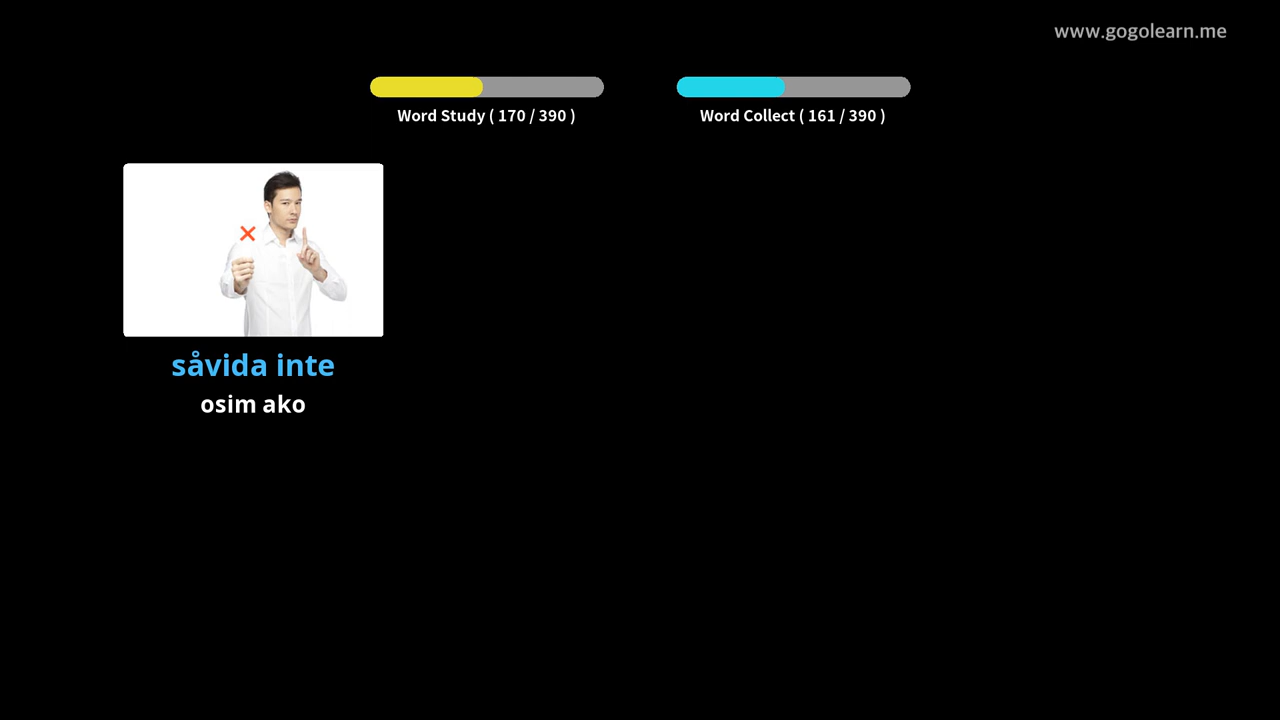 www.gogolearn.me
Word Study ( 170 / 390 )
Word Collect ( 161 / 390 )
såvida inte
osim ako